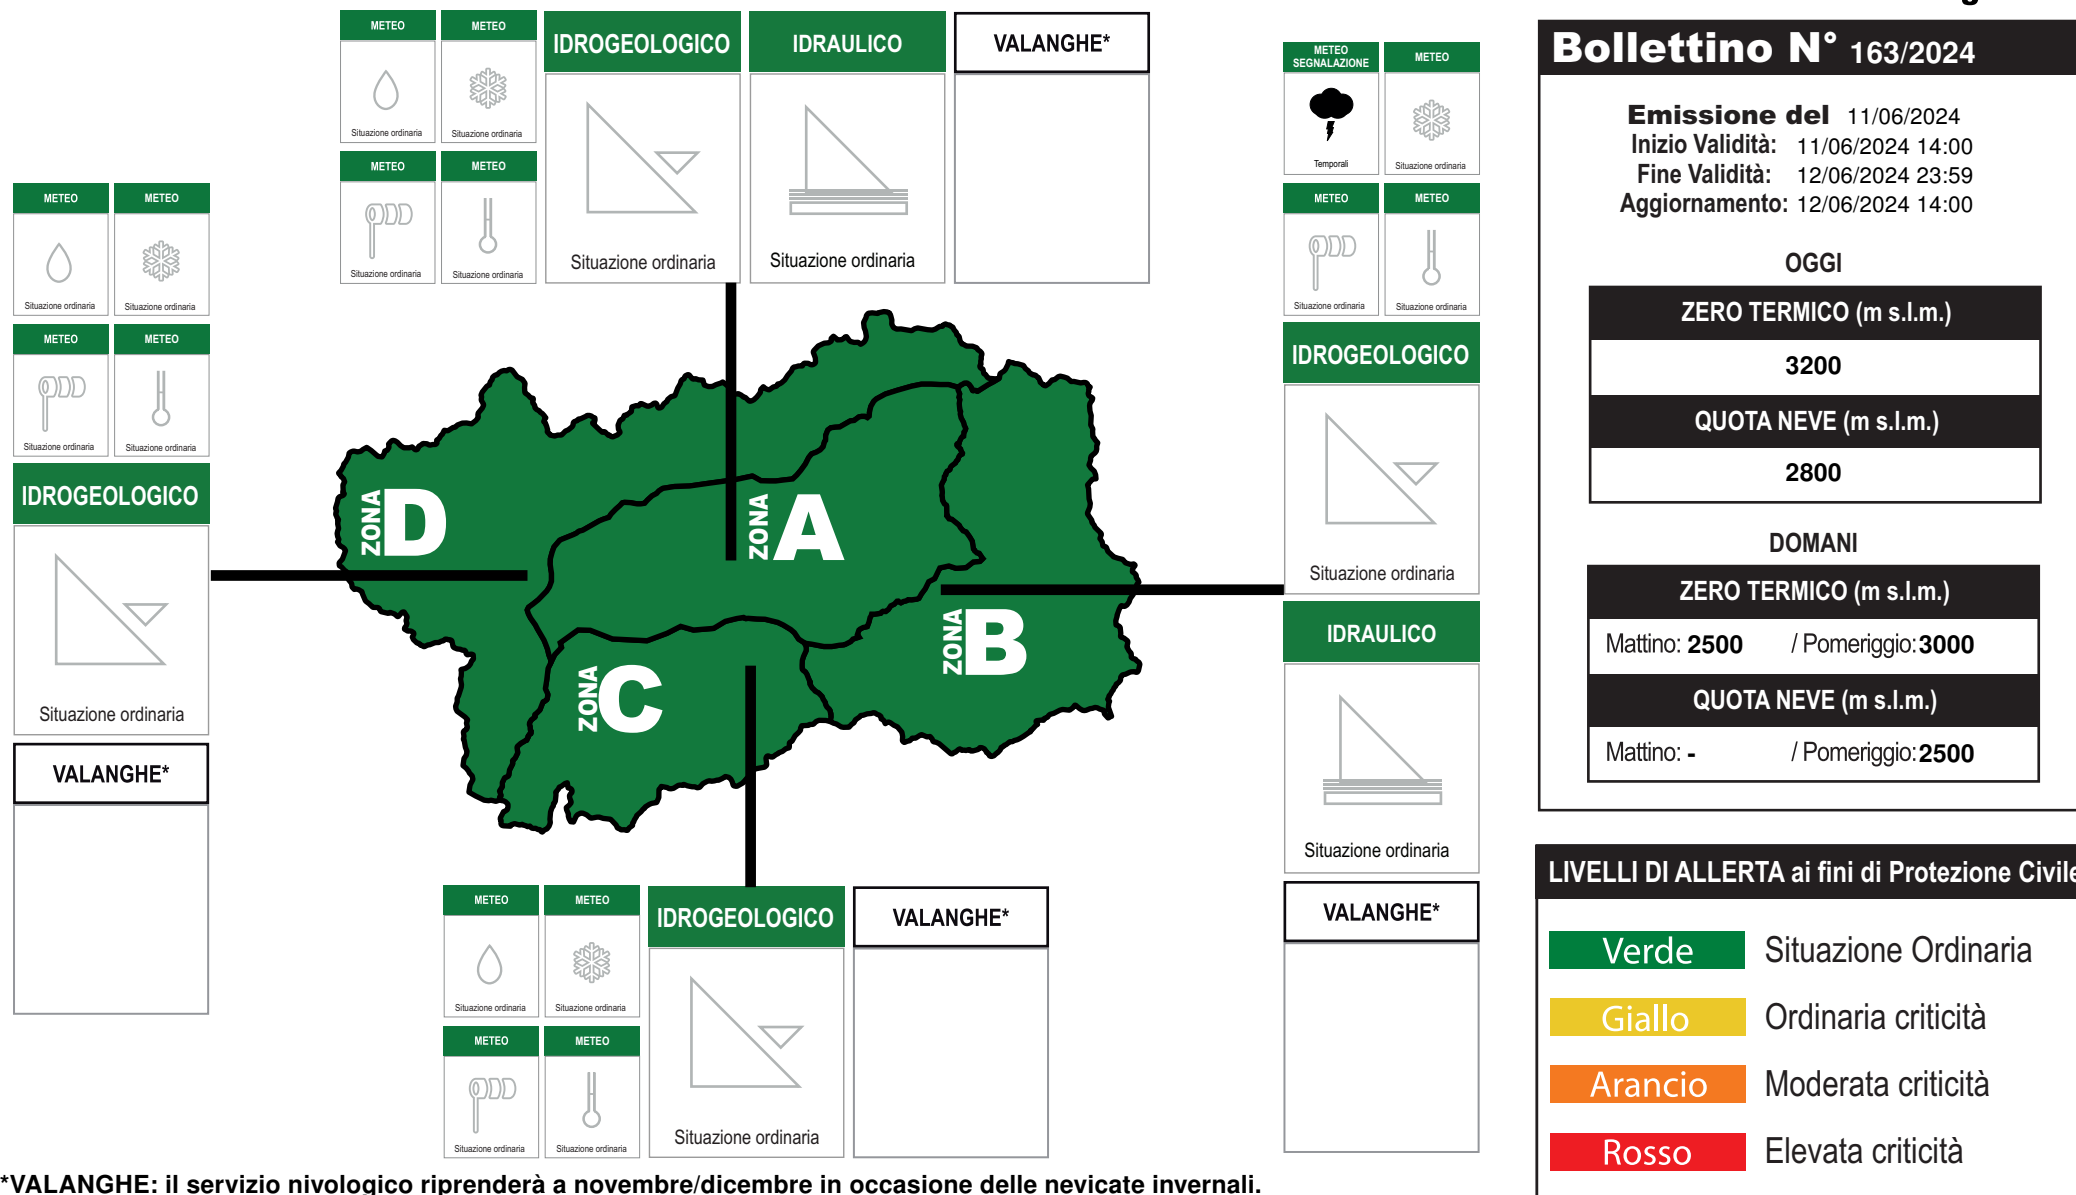 METEO
METEO
Situazione ordinaria
Situazione ordinaria
METEO
METEO
Situazione ordinaria
Situazione ordinaria
IDROGEOLOGICO
Situazione ordinaria
IDRAULICO
Situazione ordinaria
VALANGHE*
METEO
METEO
Situazione ordinaria
Situazione ordinaria
METEO
METEO
Situazione ordinaria
Situazione ordinaria
IDROGEOLOGICO
Situazione ordinaria
VALANGHE*
ZONA D
ZONA A
ZONA B
ZONA C
METEO
SEGNALAZIONE
METEO
Temporali
Situazione ordinaria
METEO
METEO
Situazione ordinaria
Situazione ordinaria
IDROGEOLOGICO
Situazione ordinaria
IDRAULICO
Situazione ordinaria
VALANGHE*
METEO
METEO
Situazione ordinaria
Situazione ordinaria
METEO
METEO
Situazione ordinaria
Situazione ordinaria
IDROGEOLOGICO
Situazione ordinaria
VALANGHE*
*VALANGHE: il servizio nivologico riprenderà a novembre/dicembre in occasione delle nevicate invernali.
Bollettino N° 163/2024
Emissione del 11/06/2024
Inizio Validità: 11/06/2024 14:00
Fine Validità: 12/06/2024 23:59
Aggiornamento: 12/06/2024 14:00
OGGI
ZERO TERMICO (m s.l.m.)
3200
QUOTA NEVE (m s.l.m.)
2800
DOMANI
ZERO TERMICO (m s.l.m.)
Mattino: 2500 / Pomeriggio: 3000
QUOTA NEVE (m s.l.m.)
Mattino: - / Pomeriggio: 2500
LIVELLI DI ALLERTA ai fini di Protezione Civile
Verde Situazione Ordinaria
Giallo Ordinaria criticità
Arancio Moderata criticità
Rosso Elevata criticità